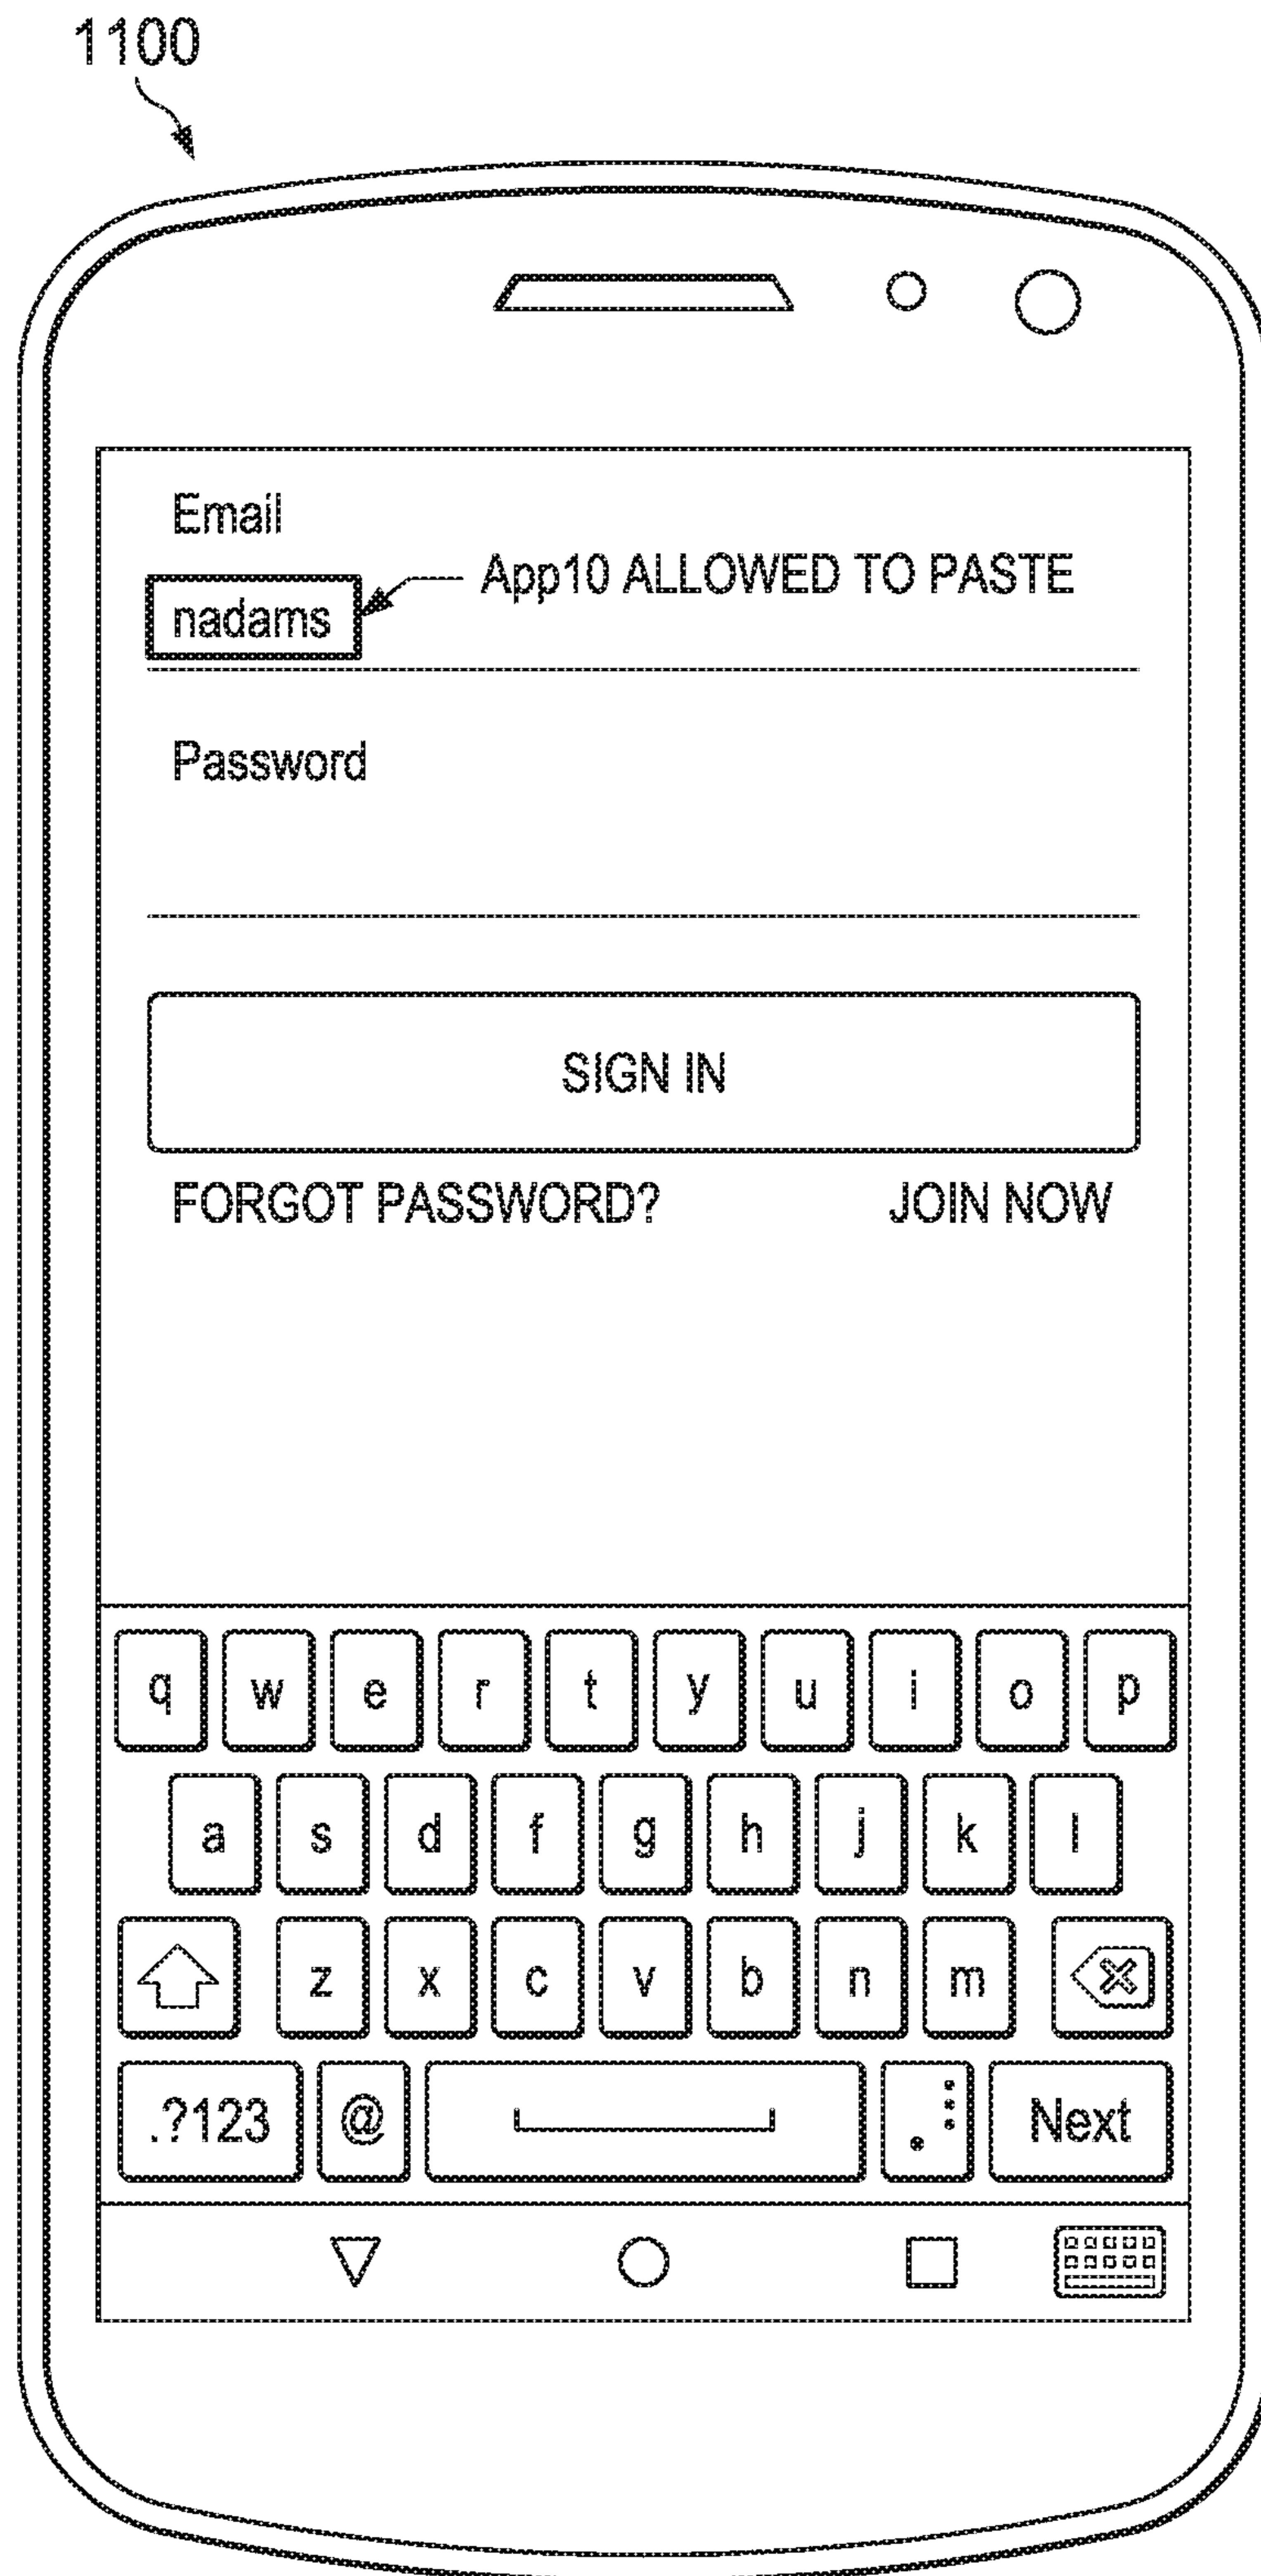 1100
Email
App10 ALLOWED TO PASTE
nadams
Password
SIGN IN
FORGOT PASSWORD? JOIN NOW
q w e r t y u i o p
a s d f g h j k l
z x c v b n m
.?123 @ . Next